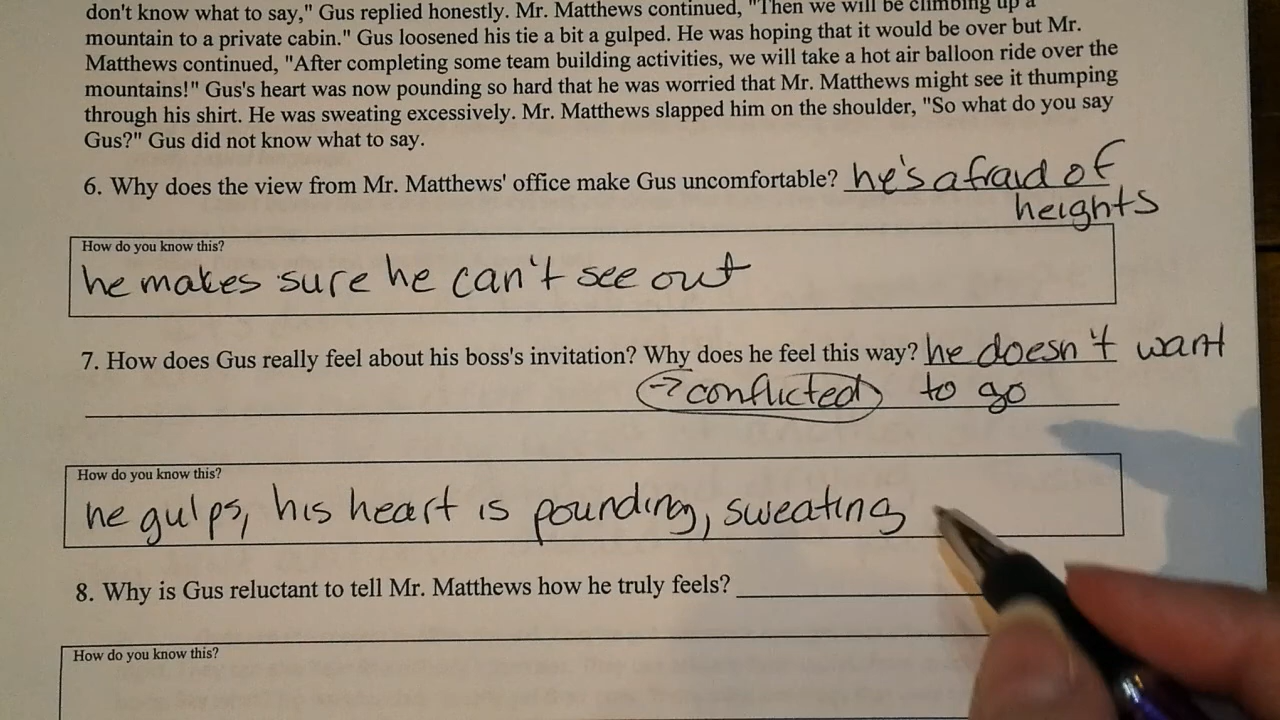 don't know what to say," Gus replied honestly. Mr. Matthews continued, "Then we will be climbing up a
mountain to a private cabin." Gus loosened his tie a bit a gulped. He was hoping that it would be over but Mr.
Matthews continued, "After completing some team building activities, we will take a hot air balloon ride over the
mountains!" Gus's heart was now pounding so hard that he was worried that Mr. Matthews might see it thumping
through his shirt. He was sweating excessively. Mr. Matthews slapped him on the shoulder, "So what do you say
Gus?" Gus did not know what to say.
6. Why does the view from Mr. Matthews' office make Gus uncomfortable? he's afraid of
heights
How do you know this?
he makes sure he can't see out
7. How does Gus really feel about his boss's invitation? Why does he feel this way? he doesn't want
→ conflicted to go
How do you know this?
he gulps, his heart is pounding, sweating
8. Why is Gus reluctant to tell Mr. Matthews how he truly feels?
How do you know this?